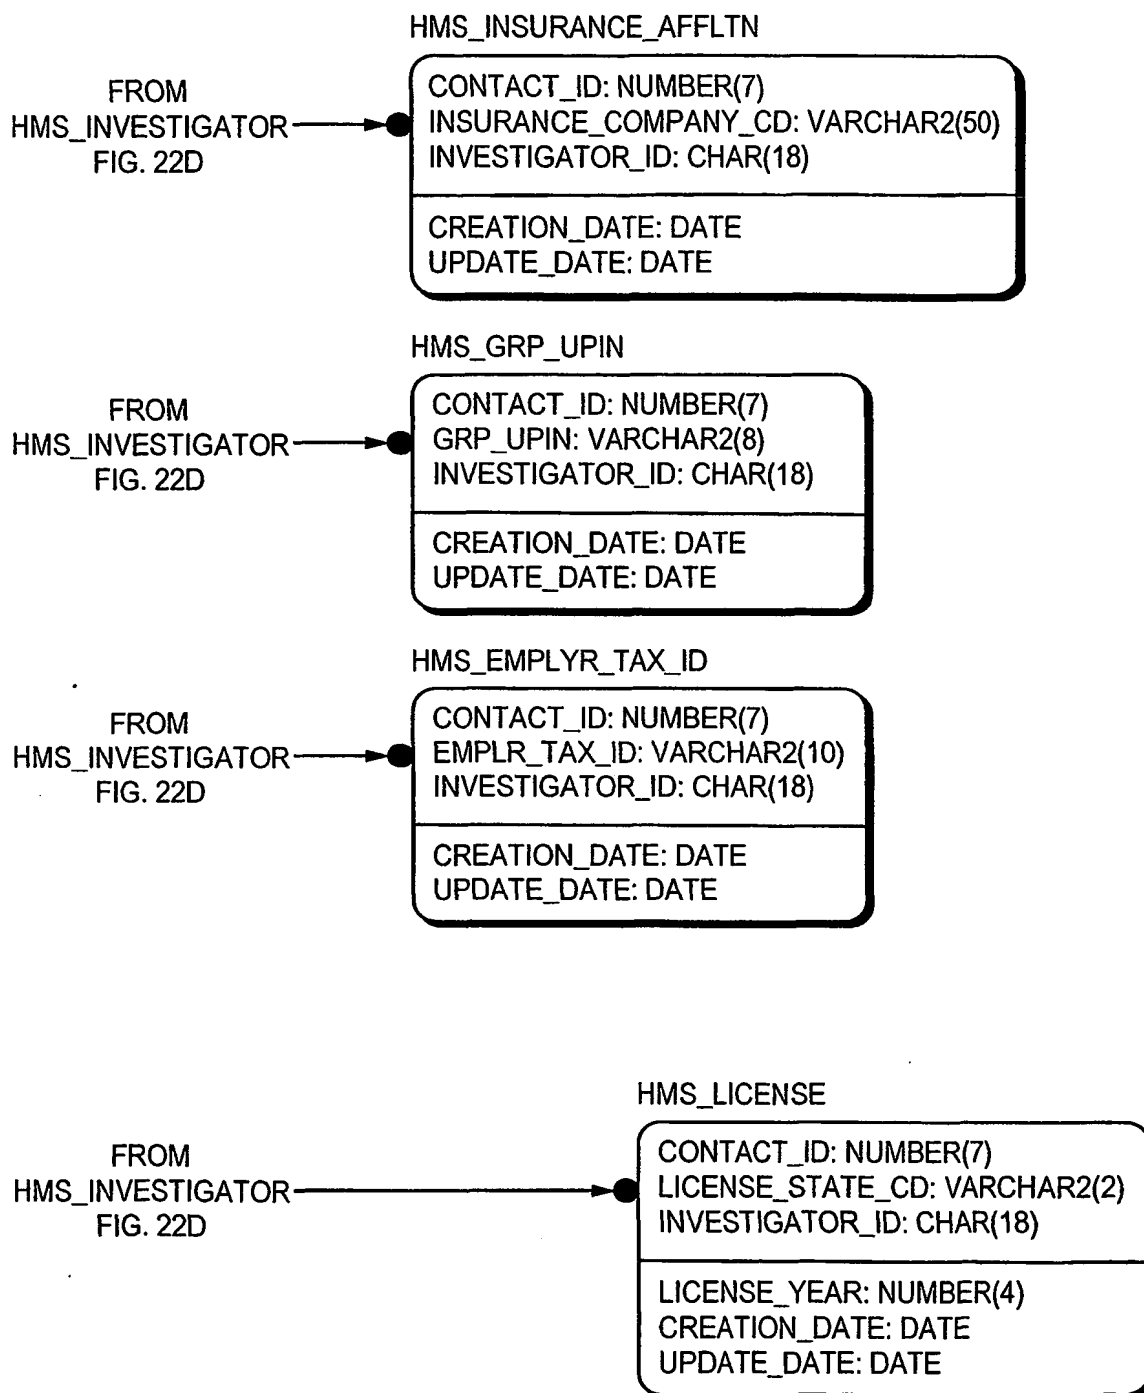 HMS_INSURANCE_AFFLTN
FROM
HMS_INVESTIGATOR
FIG. 22D
CONTACT_ID: NUMBER(7)
INSURANCE_COMPANY_CD: VARCHAR2(50)
INVESTIGATOR_ID: CHAR(18)
CREATION_DATE: DATE
UPDATE_DATE: DATE
HMS_GRP_UPIN
FROM
HMS_INVESTIGATOR
FIG. 22D
CONTACT_ID: NUMBER(7)
GRP_UPIN: VARCHAR2(8)
INVESTIGATOR_ID: CHAR(18)
CREATION_DATE: DATE
UPDATE_DATE: DATE
HMS_EMPLYR_TAX_ID
FROM
HMS_INVESTIGATOR
FIG. 22D
CONTACT_ID: NUMBER(7)
EMPLR_TAX_ID: VARCHAR2(10)
INVESTIGATOR_ID: CHAR(18)
CREATION_DATE: DATE
UPDATE_DATE: DATE
HMS_LICENSE
FROM
HMS_INVESTIGATOR
FIG. 22D
CONTACT_ID: NUMBER(7)
LICENSE_STATE_CD: VARCHAR2(2)
INVESTIGATOR_ID: CHAR(18)
LICENSE_YEAR: NUMBER(4)
CREATION_DATE: DATE
UPDATE_DATE: DATE